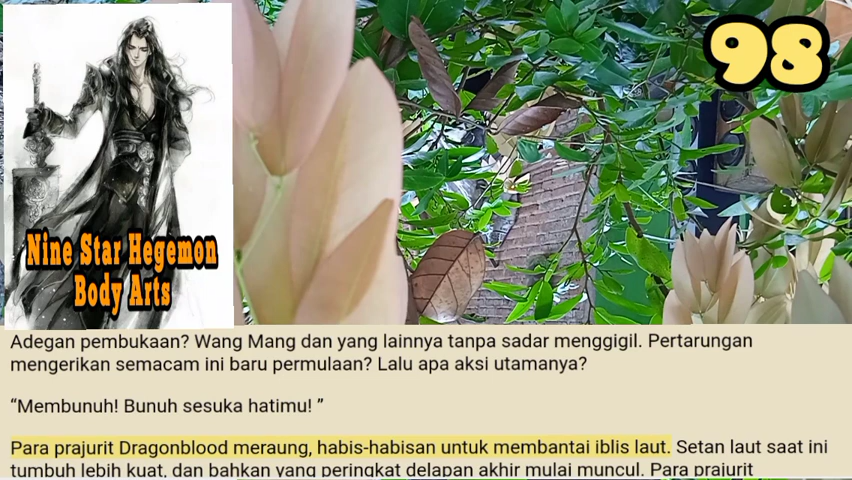 98
Nine Star Hegemon
Body Arts
Adegan pembukaan? Wang Mang dan yang lainnya tanpa sadar menggigil. Pertarungan
mengerikan semacam ini baru permulaan? Lalu apa aksi utamanya?
“Membunuh! Bunuh sesuka hatimu! ”
Para prajurit Dragonblood meraung, habis-habisan untuk membantai iblis laut. Setan laut saat ini
tumbuh lebih kuat, dan bahkan yang peringkat delapan akhir mulai muncul. Para prajurit